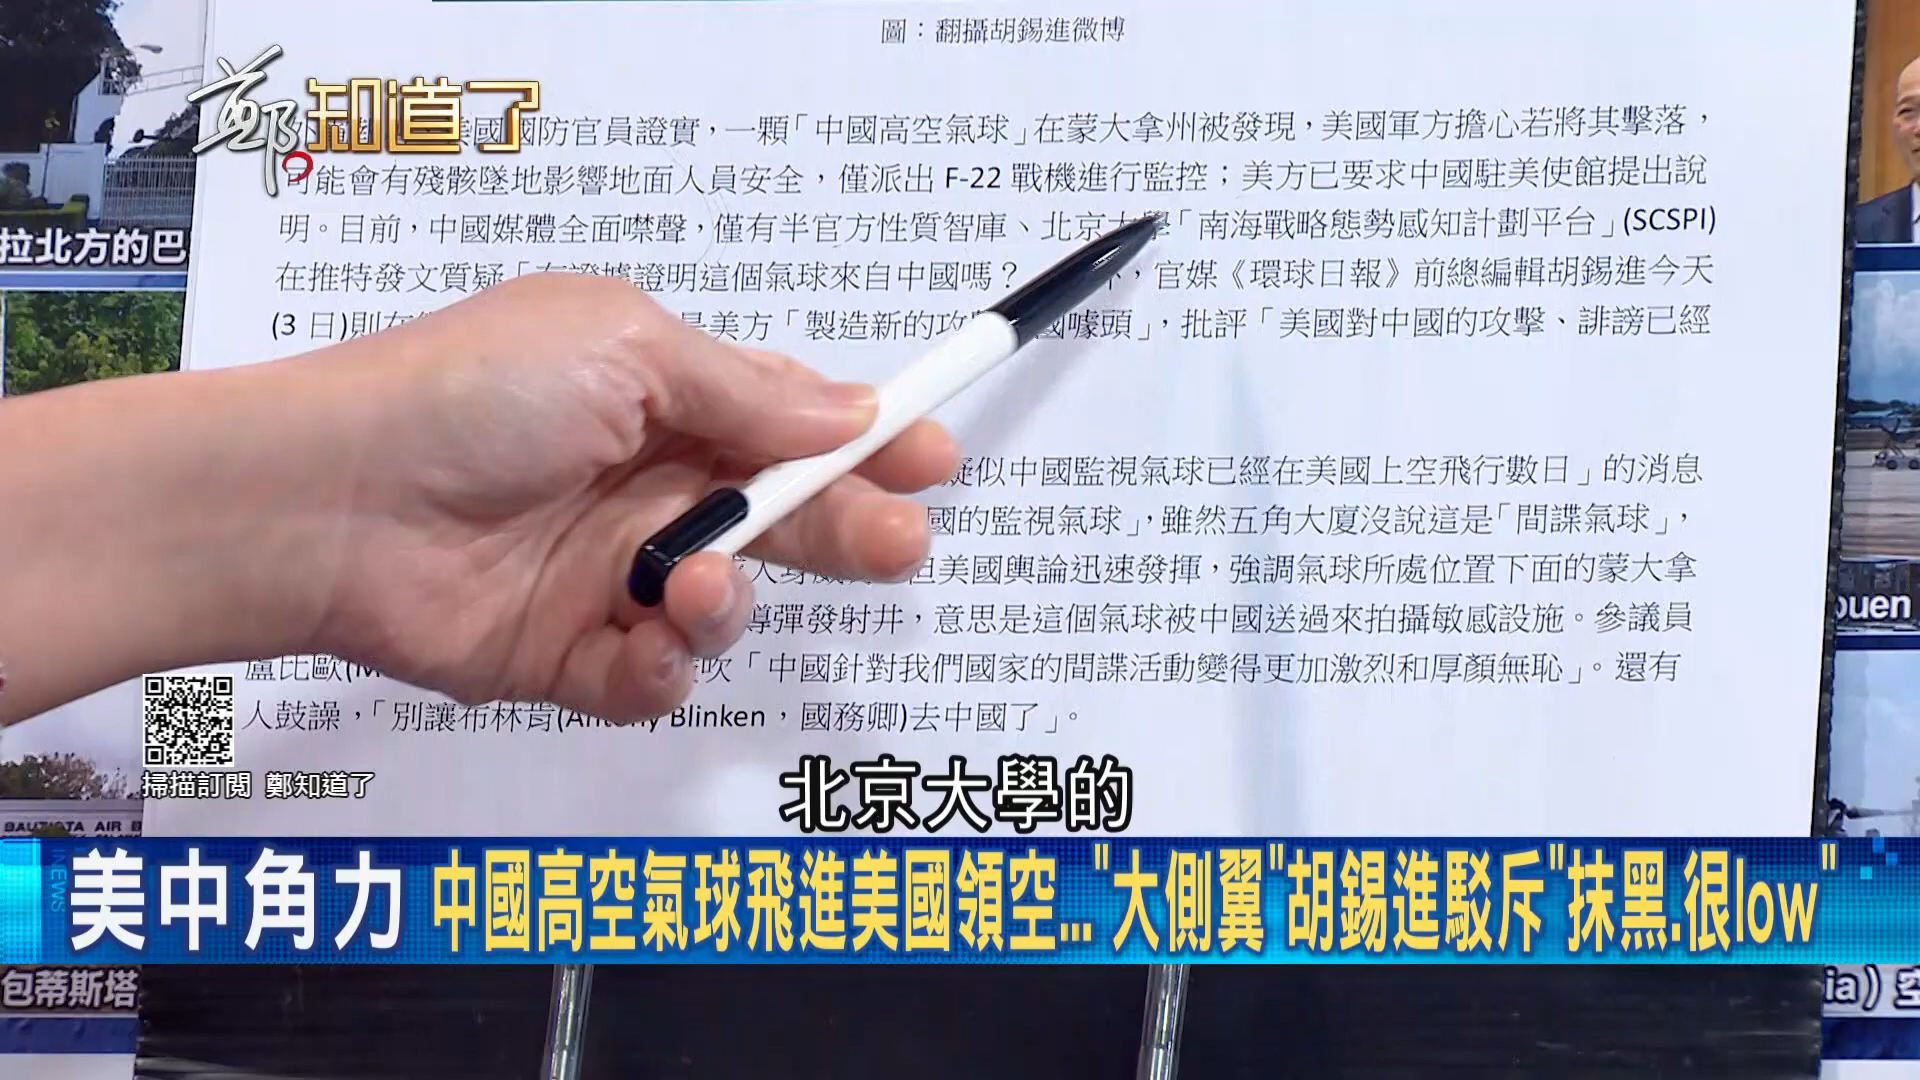 圖：翻攝胡錫進微博
鄭知道了
國防官員證實，一顆「中國高空氣球」在蒙大拿州被發現，美國軍方擔心若將其擊落，
可能會有殘骸墜地影響地面人員安全，僅派出 F-22 戰機進行監控；美方已要求中國駐美使館提出說
明。目前，中國媒體全面噤聲，僅有半官方性質智庫、北京大學「南海戰略態勢感知計劃平台」(SCSPI)
在推特發文質疑「有證據證明這個氣球來自中國嗎？ 官媒《環球日報》前總編輯胡錫進今天
(3 日)則在 是美方「製造新的攻 國噱頭」，批評「美國對中國的攻擊、誹謗已經
疑似中國監視氣球已經在美國上空飛行數日」的消息
國的監視氣球」，雖然五角大廈沒說這是「間諜氣球」，
但美國輿論迅速發揮，強調氣球所處位置下面的蒙大拿
導彈發射井，意思是這個氣球被中國送過來拍攝敏感設施。參議員
盧比歐(M 吹「中國針對我們國家的間諜活動變得更加激烈和厚顏無恥」。還有
人鼓譟，「別讓布林肯(Antony Blinken，國務卿)去中國了」。
拉北方的巴
ouen
掃描訂閱 鄭知道了
北京大學的
BAUTISTA AIR B
IN NEWS
美中角力 中國高空氣球飛進美國領空..."大側翼"胡錫進駁斥"抹黑.很low"
包蒂斯塔
ia）空